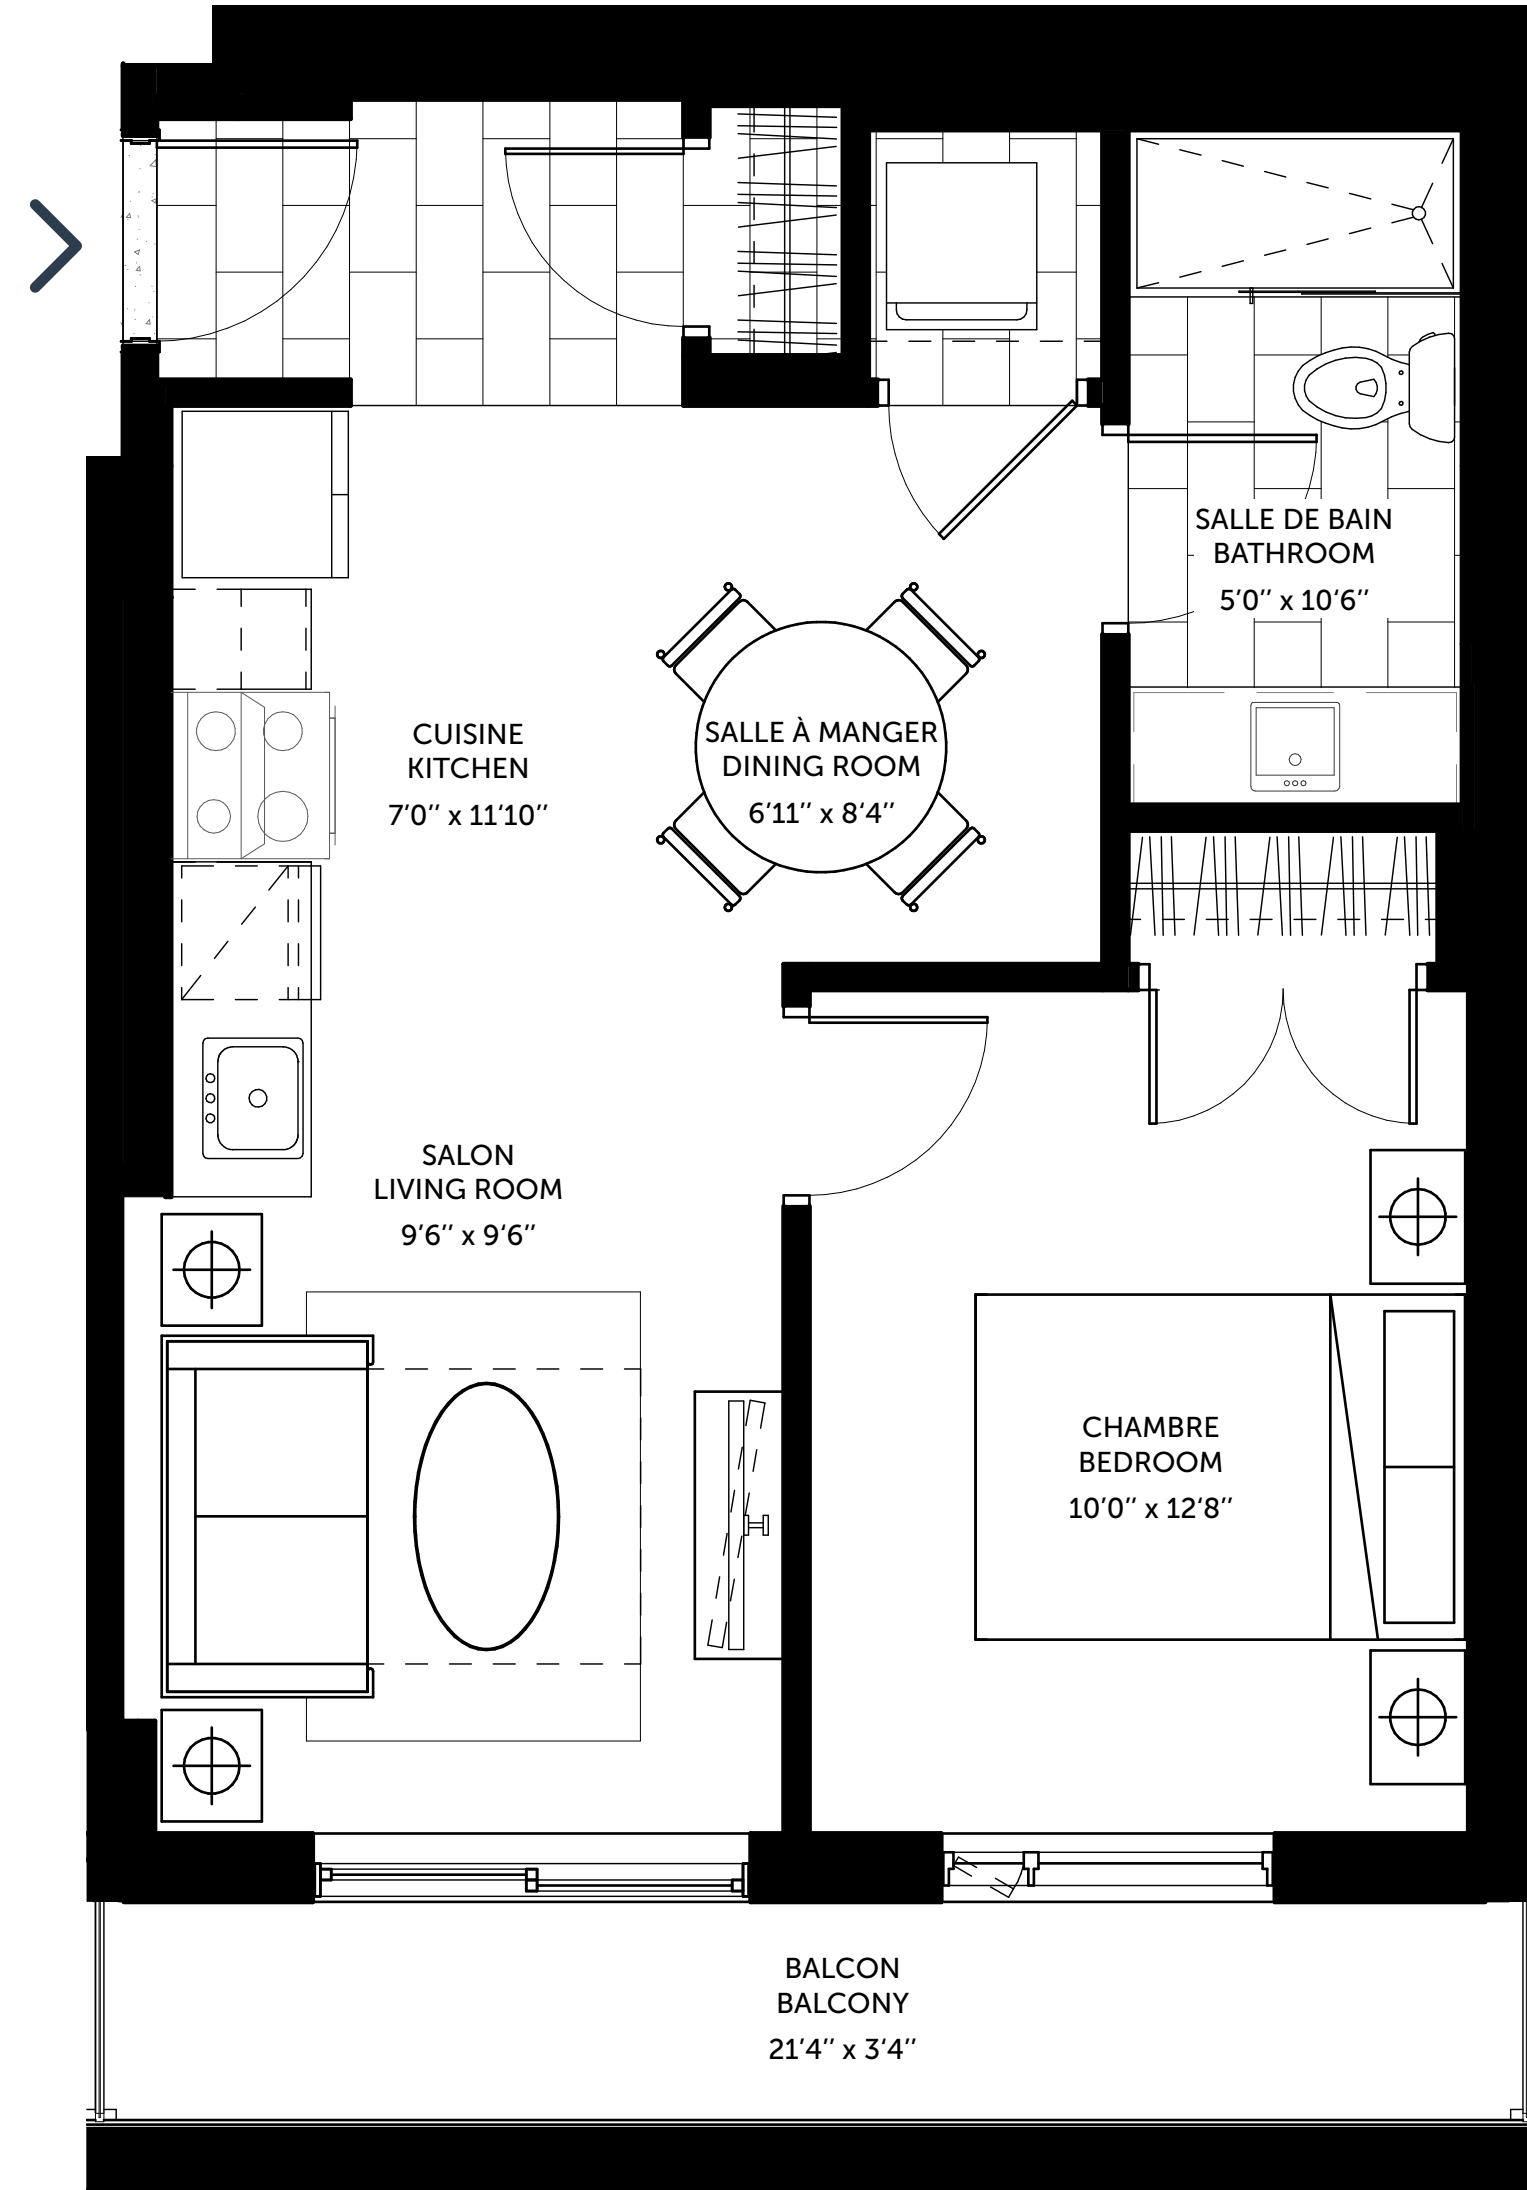 SALLE DE BAIN
BATHROOM
5'0'' x 10'6''
CUISINE
KITCHEN
7'0'' x 11'10''
SALLE À MANGER
DINING ROOM
6'11'' x 8'4''
SALON
LIVING ROOM
9'6'' x 9'6''
CHAMBRE
BEDROOM
10'0'' x 12'8''
BALCON
BALCONY
21'4'' x 3'4''